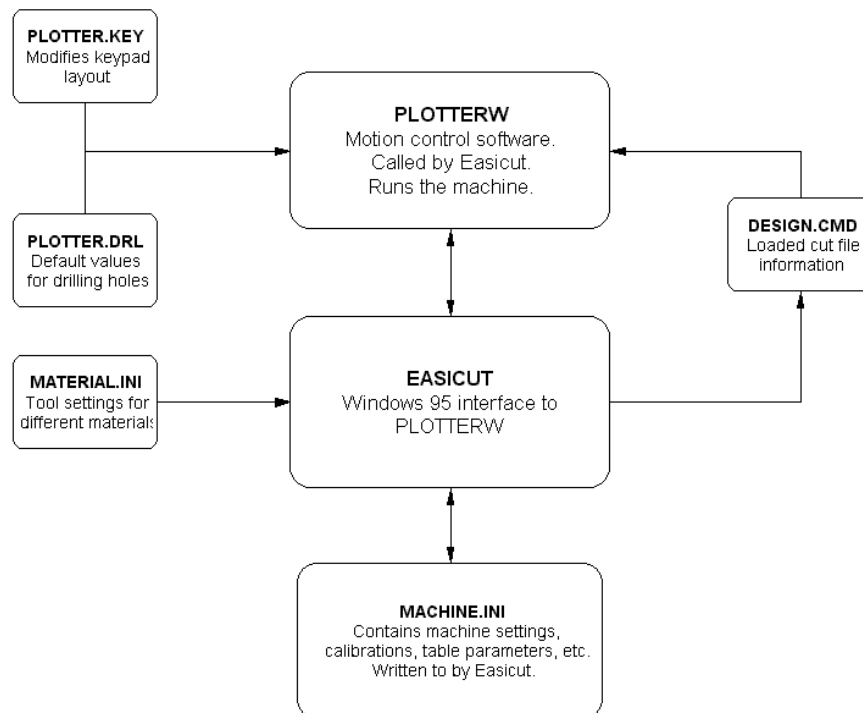 PLOTTER.KEY
Modifies keypad
layout
PLOTTERW
Motion control software.
Called by Easicut.
Runs the machine.
PLOTTER.DRL
Default values
for drilling holes
DESIGN.CMD
Loaded cut file
information
MATERIAL.INI
Tool settings for
different materials
EASICUT
Windows 95 interface to
PLOTTERW
MACHINE.INI
Contains machine settings,
calibrations, table parameters, etc.
Written to by Easicut.